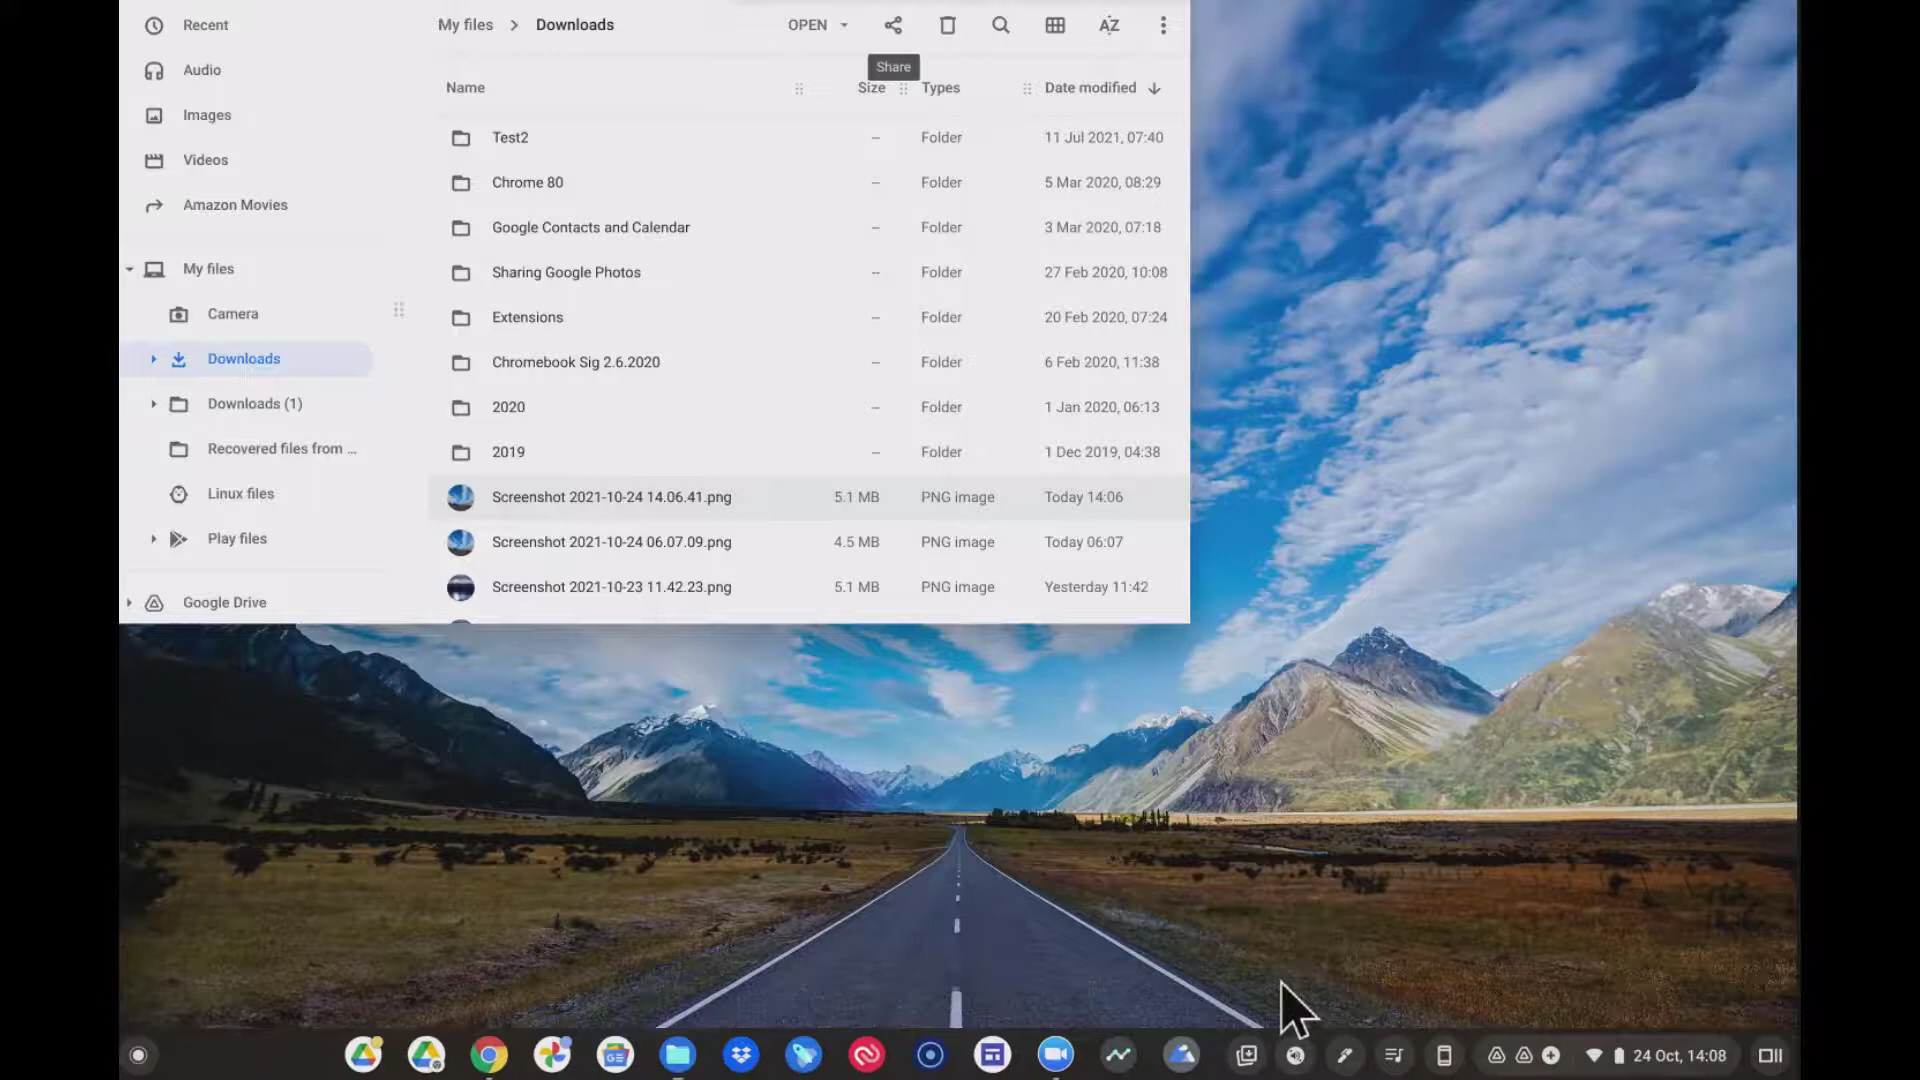 Recent
Audio
Images
Videos
Amazon Movies
My files
Camera
Downloads
Downloads (1)
Recovered files from ...
Linux files
Play files
Google Drive
My files > Downloads
OPEN
AZ
Share
Name Size Types Date modified
Test2 – Folder 11 Jul 2021, 07:40
Chrome 80 – Folder 5 Mar 2020, 08:29
Google Contacts and Calendar – Folder 3 Mar 2020, 07:18
Sharing Google Photos – Folder 27 Feb 2020, 10:08
Extensions – Folder 20 Feb 2020, 07:24
Chromebook Sig 2.6.2020 – Folder 6 Feb 2020, 11:38
2020 – Folder 1 Jan 2020, 06:13
2019 – Folder 1 Dec 2019, 04:38
Screenshot 2021-10-24 14.06.41.png 5.1 MB PNG image Today 14:06
Screenshot 2021-10-24 06.07.09.png 4.5 MB PNG image Today 06:07
Screenshot 2021-10-23 11.42.23.png 5.1 MB PNG image Yesterday 11:42
24 Oct, 14:08